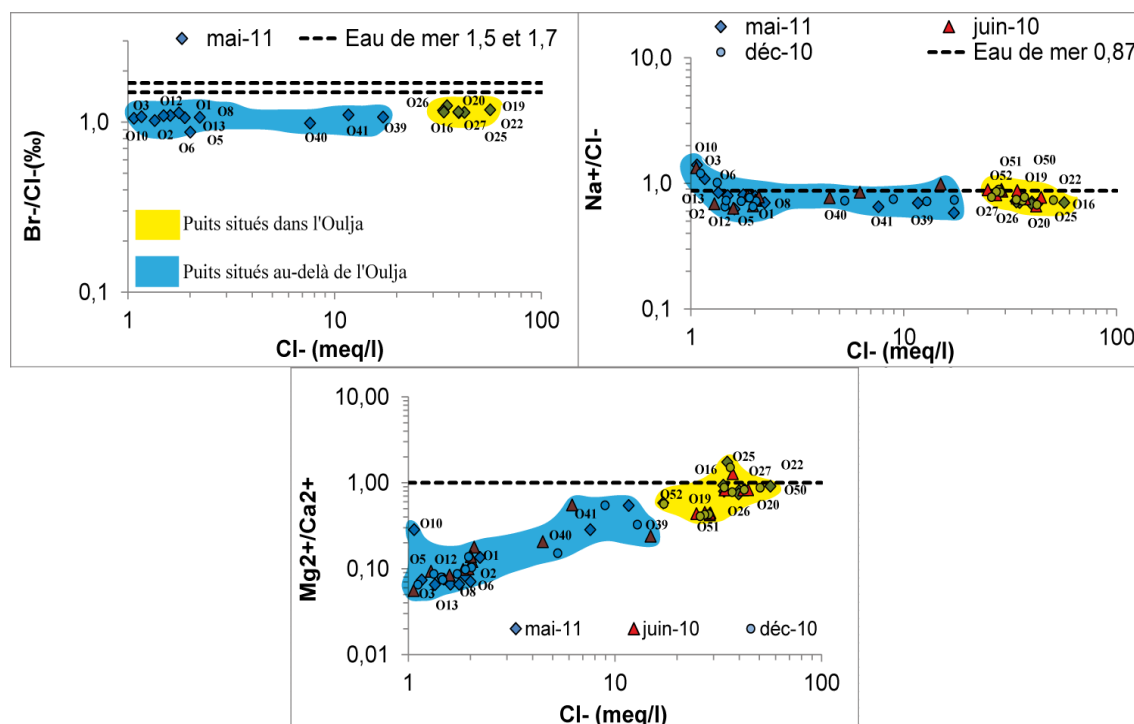 mai-11 Eau de mer 1,5 et 1,7
1,0
0,1
1 10 100
Br-/Cl-(‰)
Cl- (meq/l)
O3 O12 O1 O8
O10 O2 O13
O6 O5
O40 O41 O39
O26 O20 O19
O16 O27 O22
O25
Puits situés dans l'Oulja
Puits situés au-delà de l'Oulja
mai-11 juin-10
déc-10 Eau de mer 0,87
10,0
1,0
0,1
1 10 100
Na+/Cl-
Cl- (meq/l)
O10
O3
O6
O13
O2
O12 O5 O1
O8
O40 O41 O39
O51 O50
O52 O19 O22
O27 O26 O20 O25 O16
10,00
1,00
0,10
0,01
1 10 100
Mg2+/Ca2+
Cl- (meq/l)
O25
O16 O27 O22
O52 O19 O50
O51 O26 O20
O10
O41 O39
O40
O5 O12 O1
O2
O3 O8 O6
O13
mai-11 juin-10 déc-10